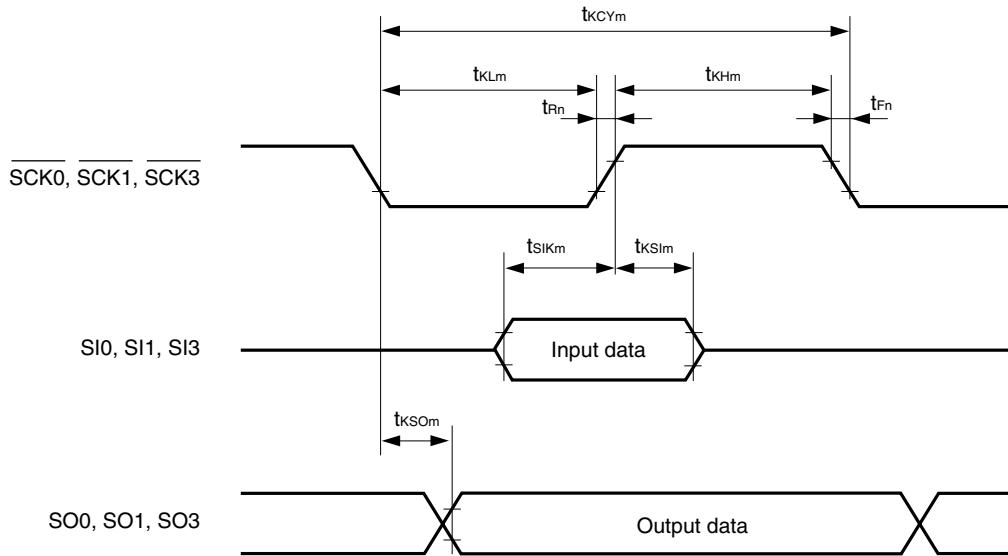 tKCYm
tKLm
tKHm
tRn
tFn
SCK0, SCK1, SCK3
tSIKm
tKSIm
SI0, SI1, SI3
Input data
tKSOm
SO0, SO1, SO3
Output data